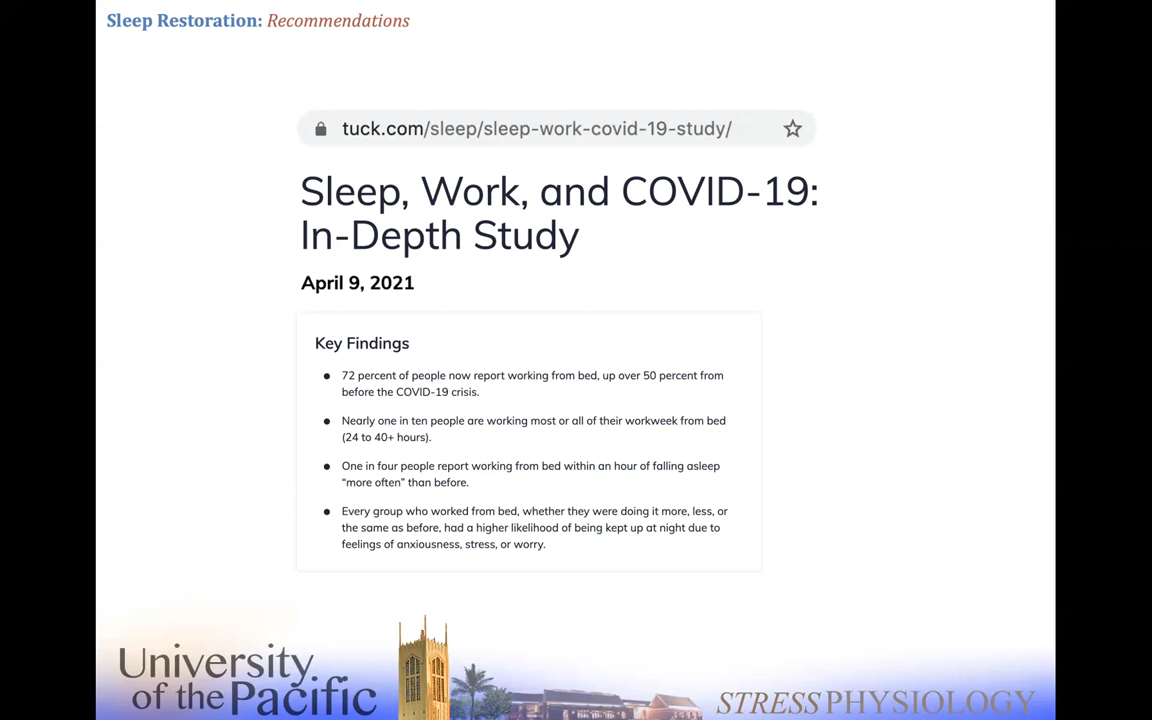 Sleep Restoration: Recommendations
tuck.com/sleep/sleep-work-covid-19-study/
Sleep, Work, and COVID-19:
In-Depth Study
April 9, 2021
Key Findings
● 72 percent of people now report working from bed, up over 50 percent from
before the COVID-19 crisis.
● Nearly one in ten people are working most or all of their workweek from bed
(24 to 40+ hours).
● One in four people report working from bed within an hour of falling asleep
“more often” than before.
● Every group who worked from bed, whether they were doing it more, less, or
the same as before, had a higher likelihood of being kept up at night due to
feelings of anxiousness, stress, or worry.
University
of the Pacific
STRESS PHYSIOLOGY